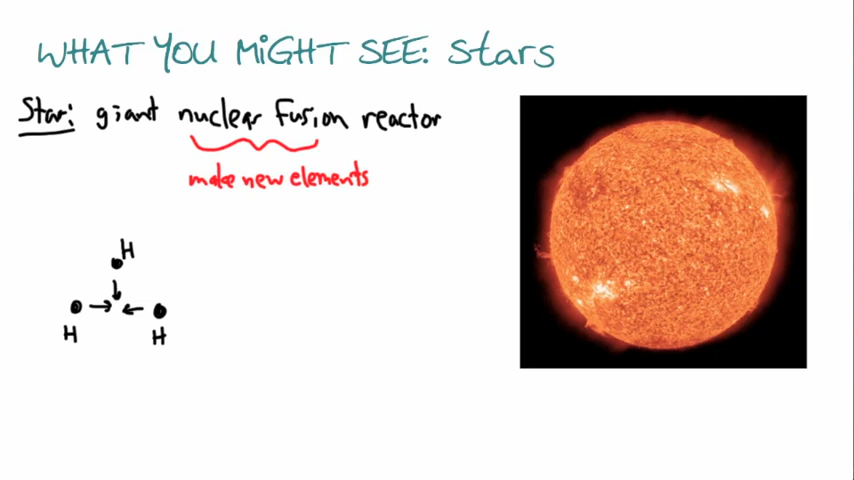 WHAT YOU MiGHT SEE: Stars
Star: giant nuclear fusion reactor
make new elements
H
H
H